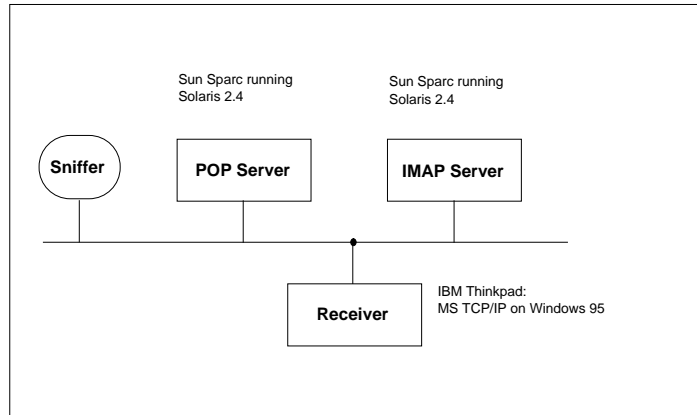 Sun Sparc running
Solaris 2.4
Sun Sparc running
Solaris 2.4
Sniffer
POP Server
IMAP Server
Receiver
IBM Thinkpad:
MS TCP/IP on Windows 95